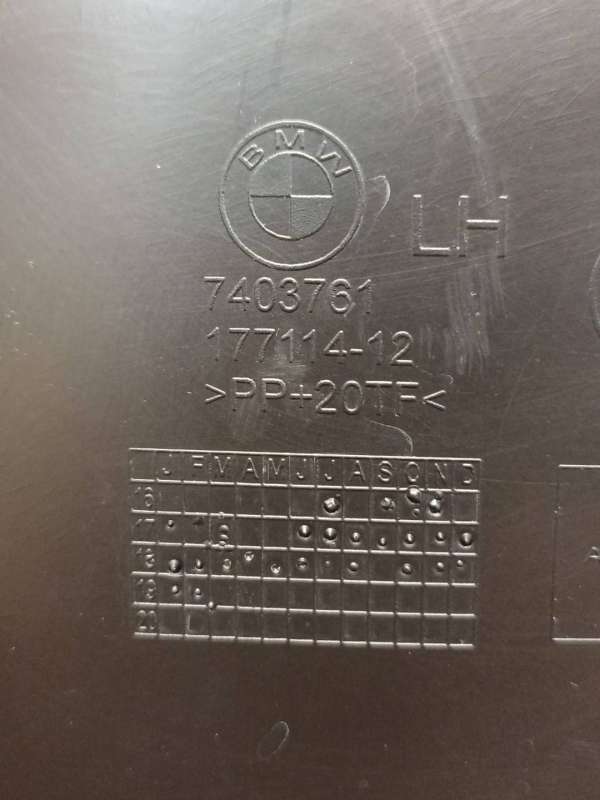 BMW
LH
7403761
177114-12
>PP+20TF<
J F M A M J J A S O N D
16
17
18
19
20
A